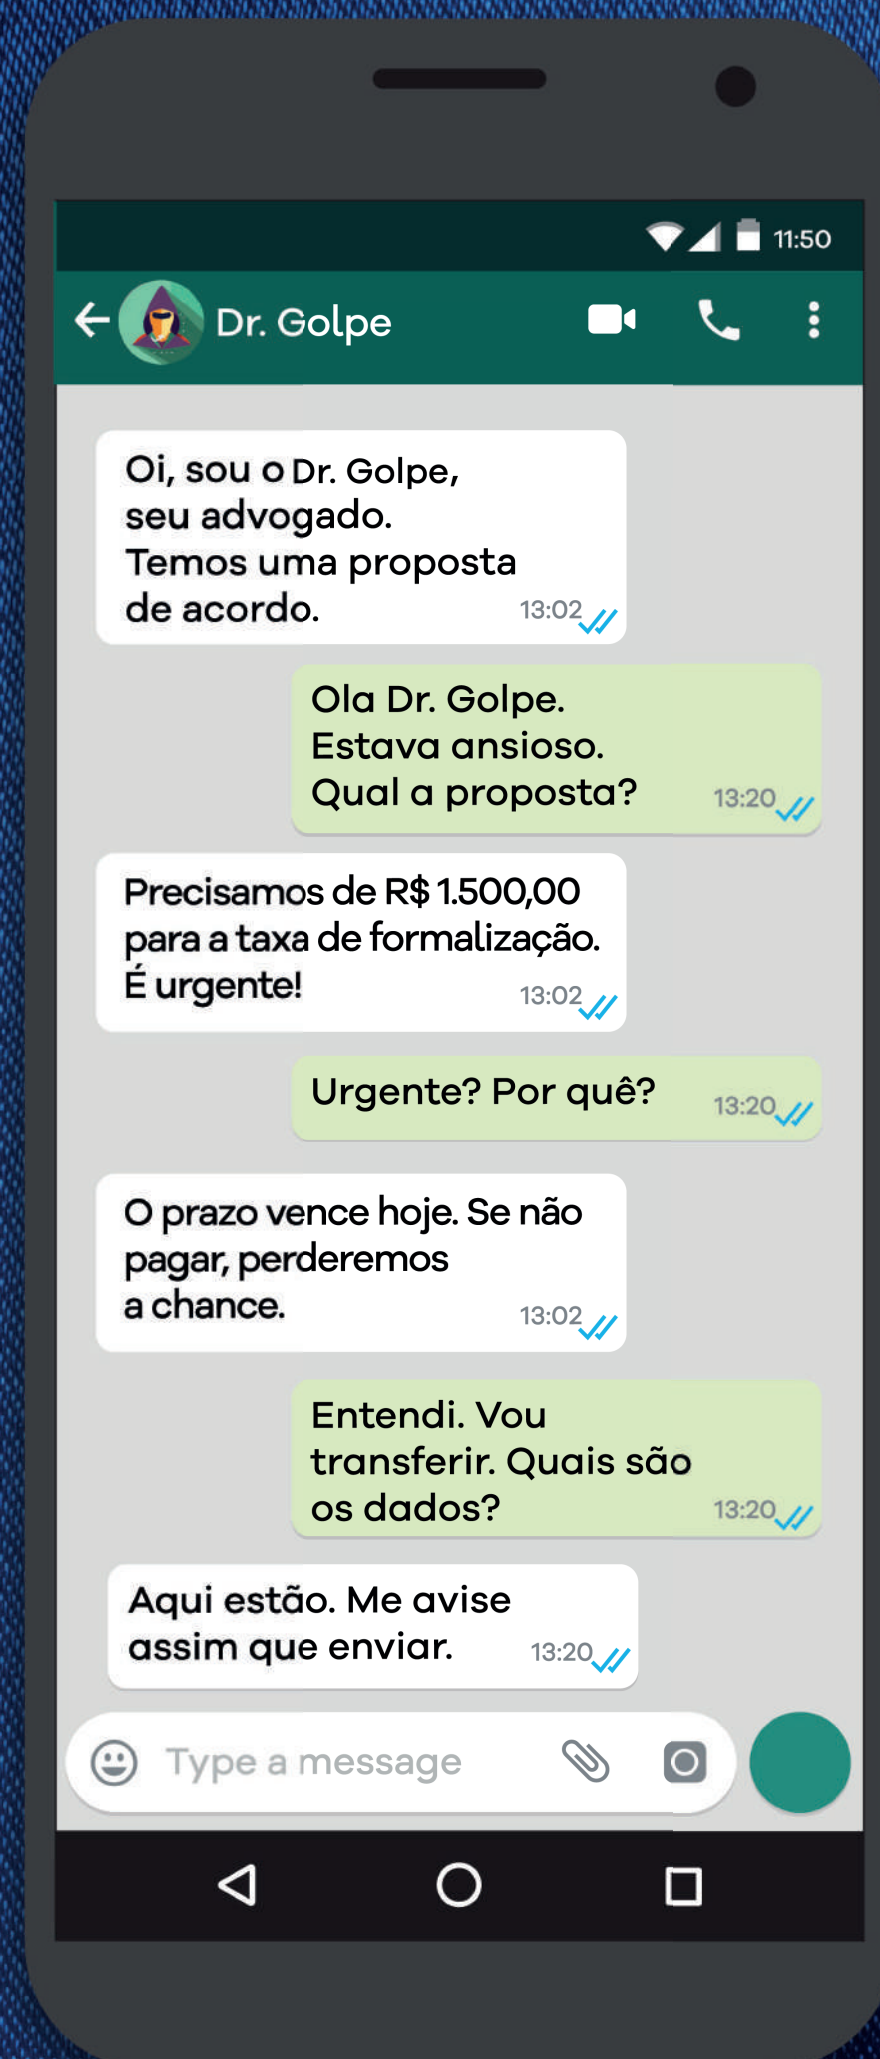 11:50
Dr. Golpe
Oi, sou o Dr. Golpe,
seu advogado.
Temos uma proposta
de acordo.
13:02
Ola Dr. Golpe.
Estava ansioso.
Qual a proposta?
13:20
Precisamos de R$ 1.500,00
para a taxa de formalização.
É urgente!
13:02
Urgente? Por quê?
13:20
O prazo vence hoje. Se não
pagar, perderemos
a chance.
13:02
Entendi. Vou
transferir. Quais são
os dados?
13:20
Aqui estão. Me avise
assim que enviar.
13:20
Type a message